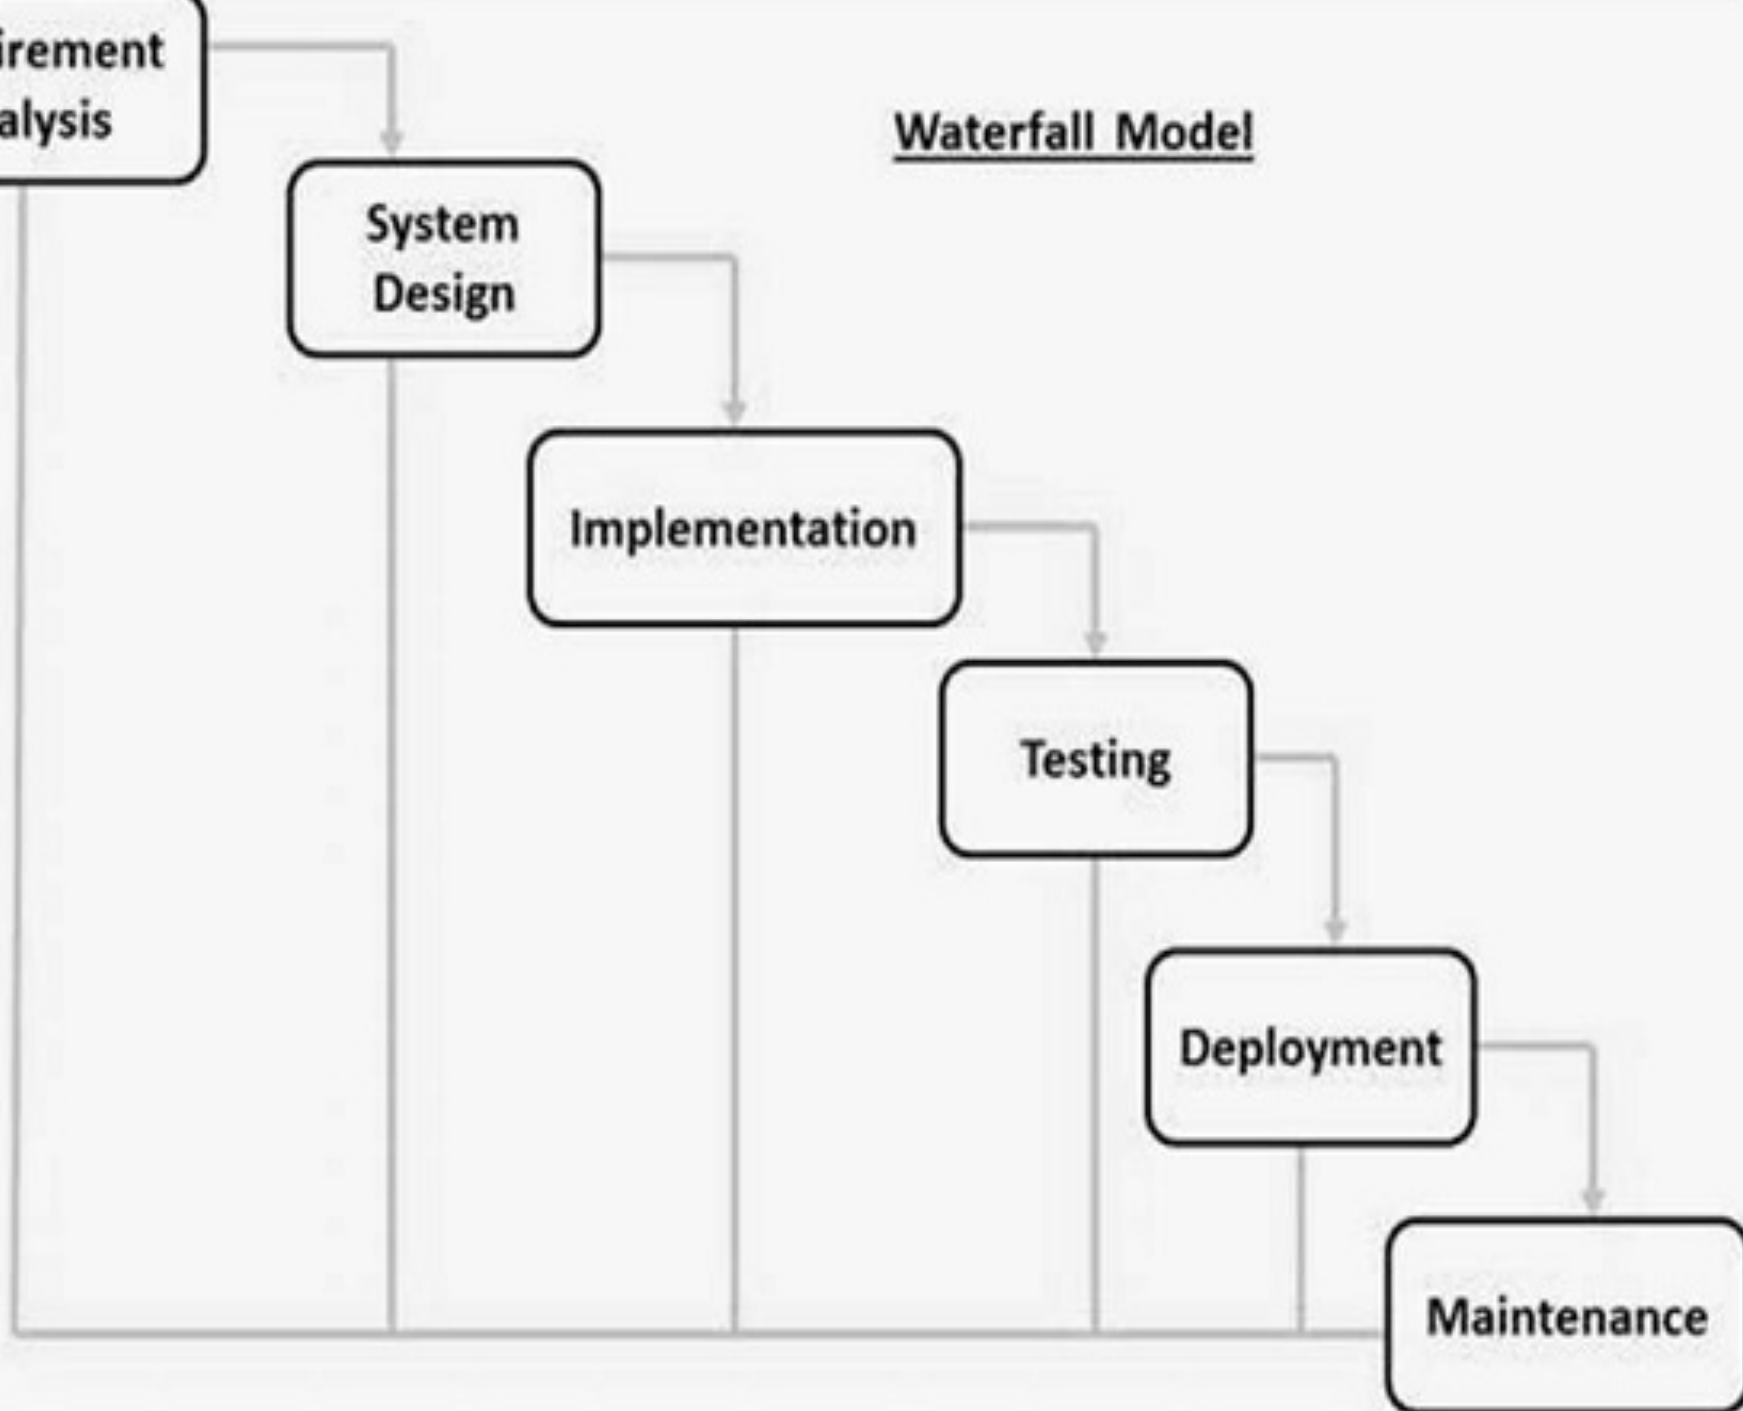 irement
alysis
Waterfall Model
System
Design
Implementation
Testing
Deployment
Maintenance